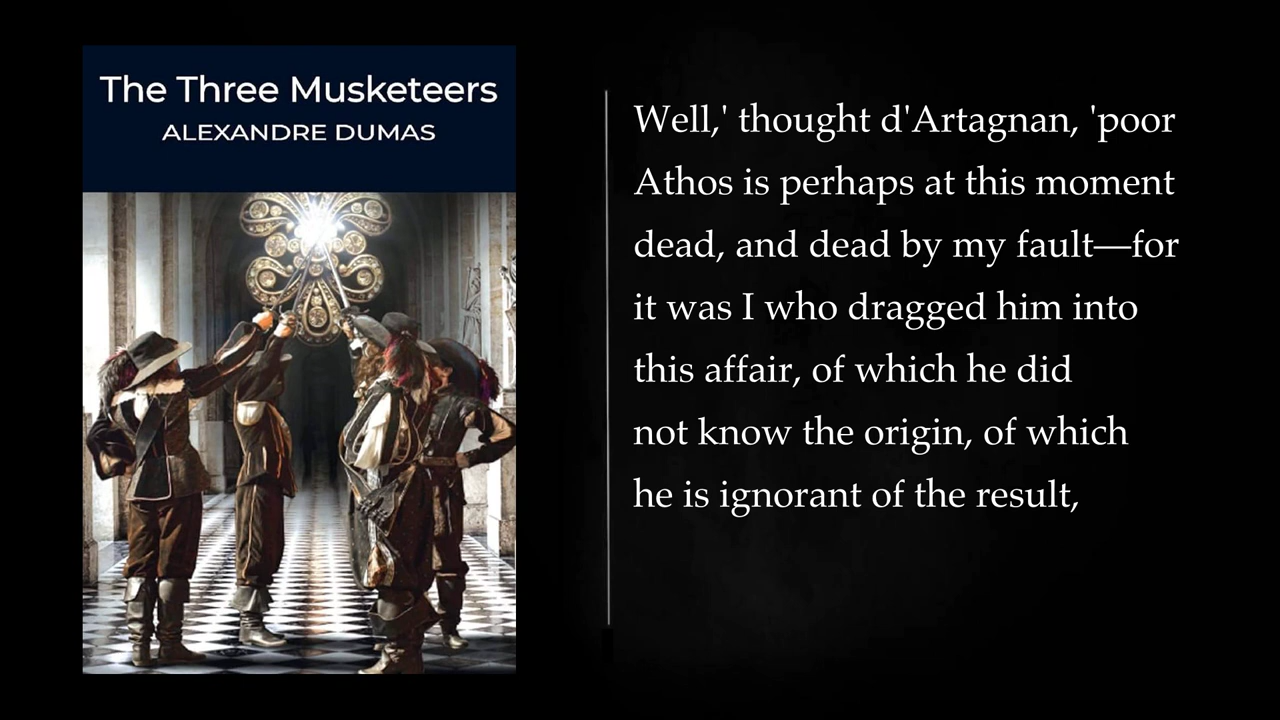 The Three Musketeers
ALEXANDRE DUMAS
Well,' thought d'Artagnan, 'poor
Athos is perhaps at this moment
dead, and dead by my fault—for
it was I who dragged him into
this affair, of which he did
not know the origin, of which
he is ignorant of the result,